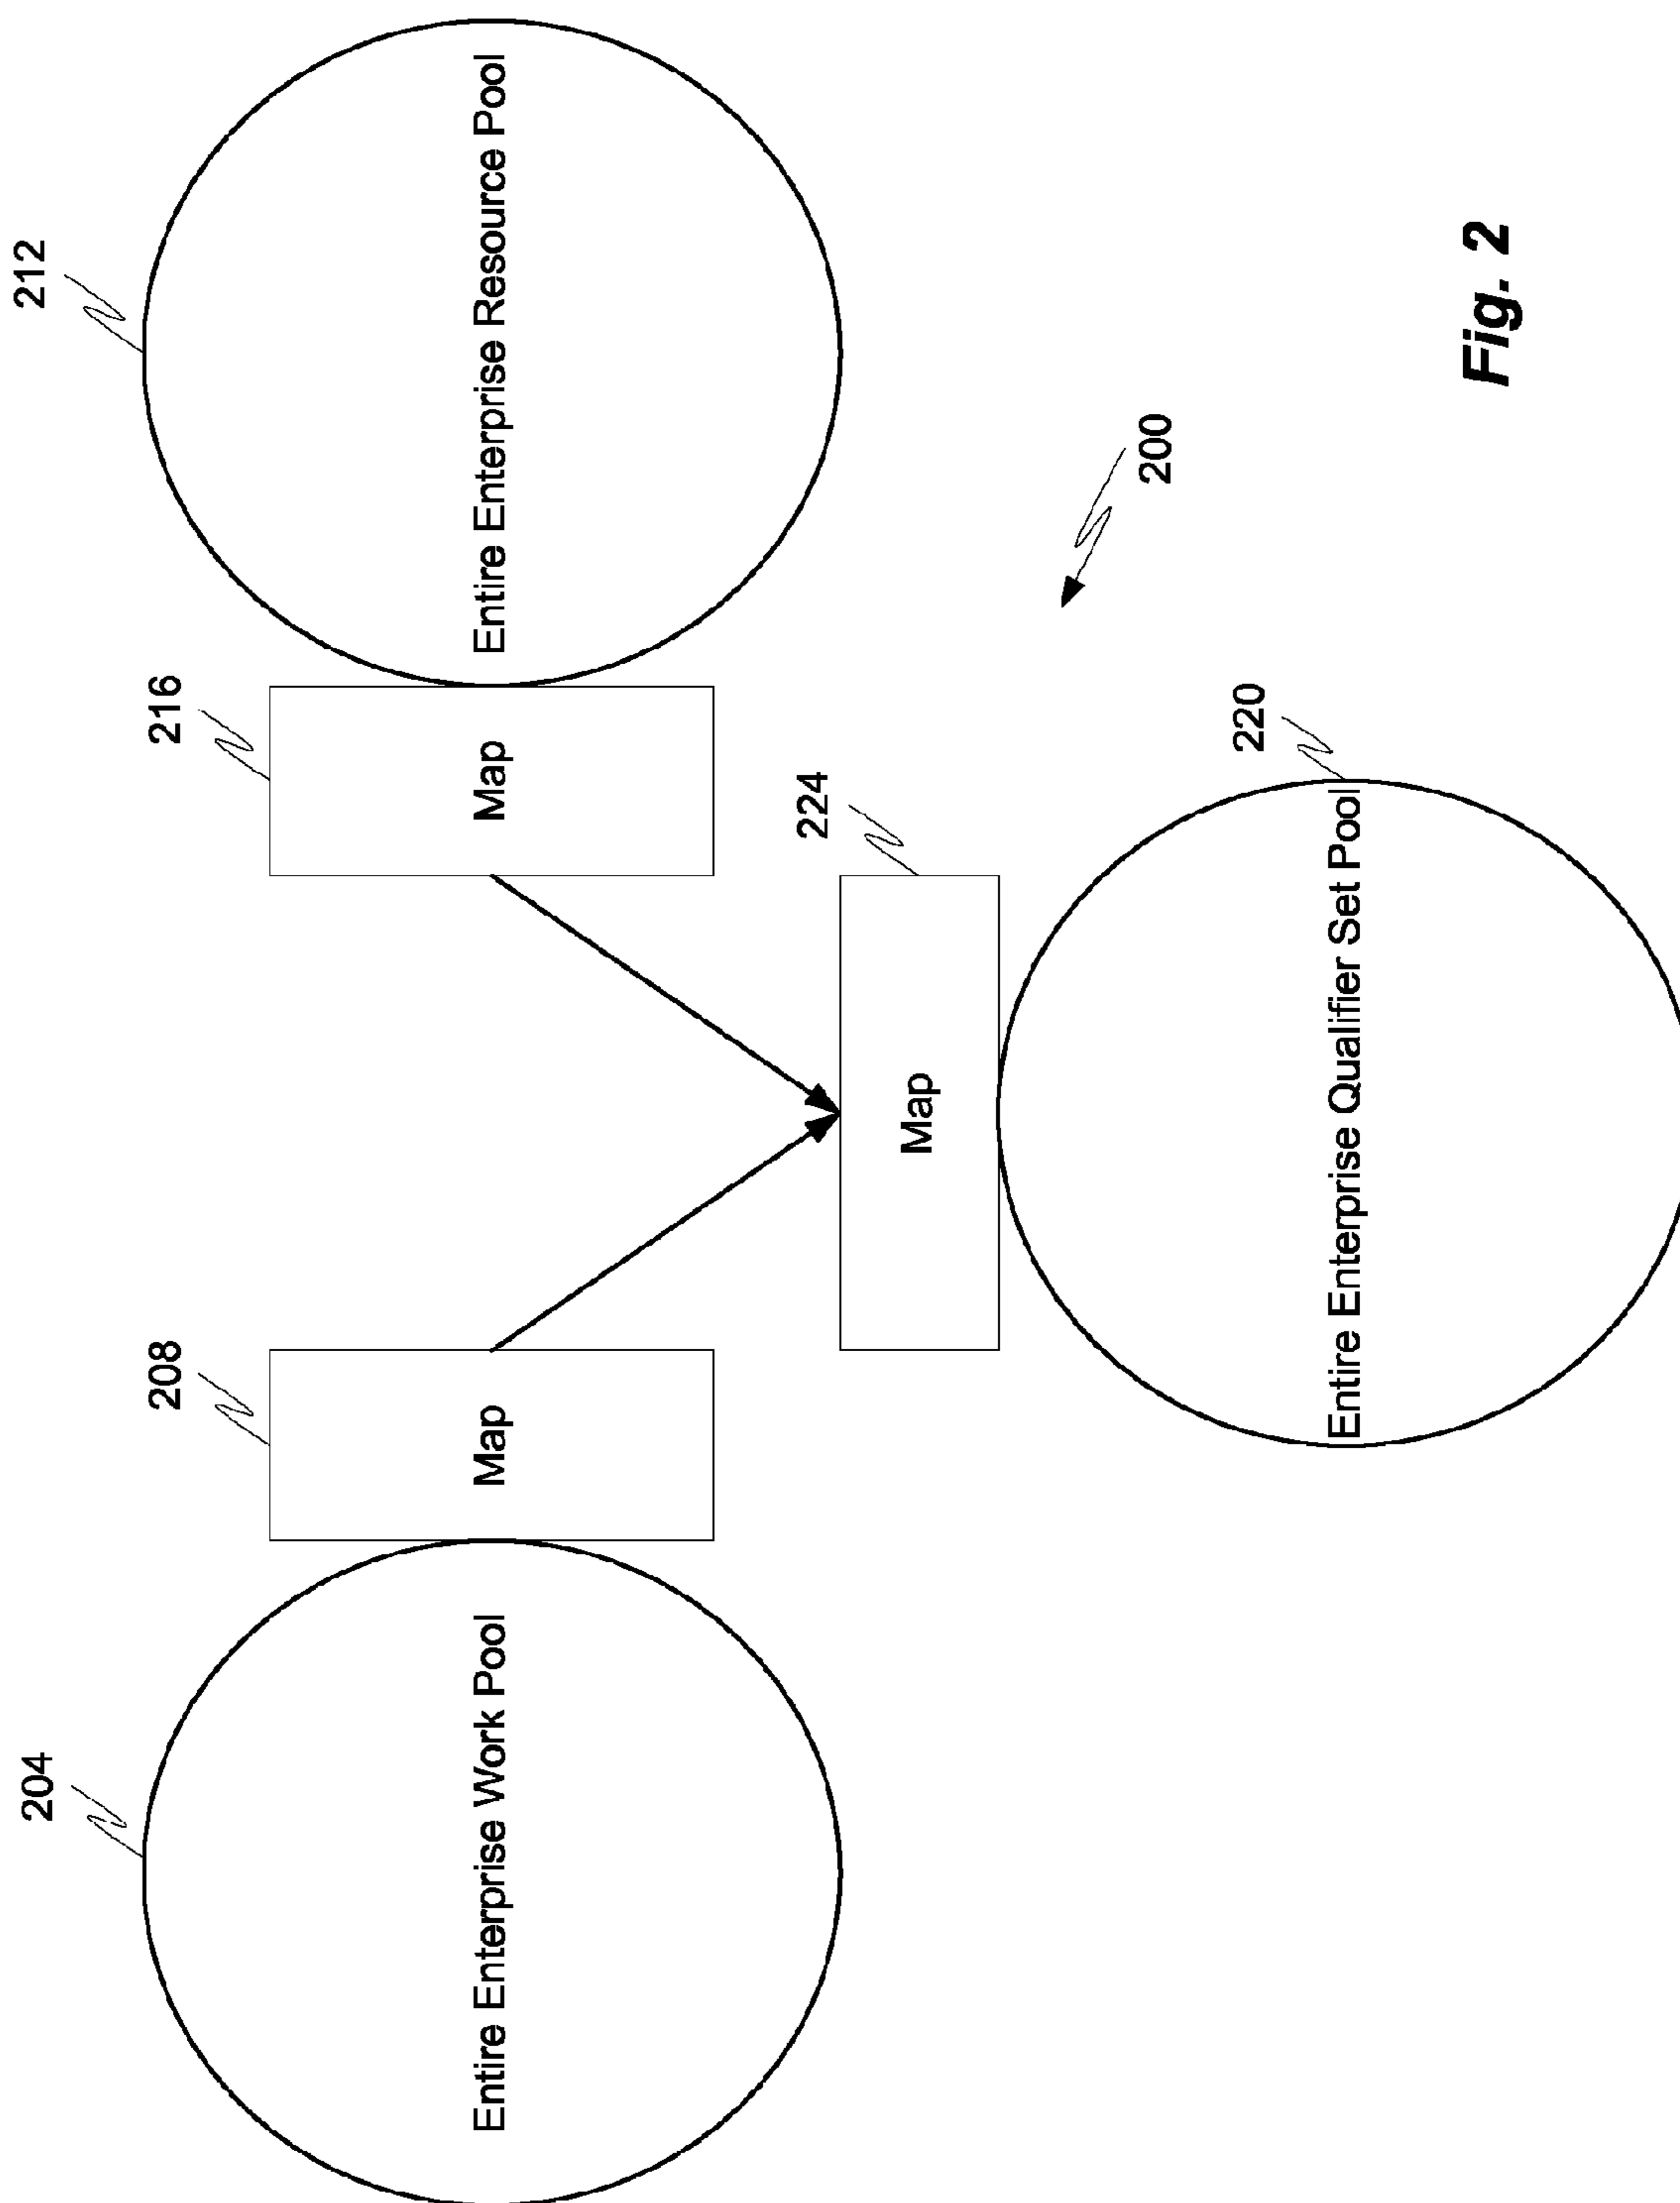 204
212
208
216
Entire Enterprise Work Pool
Map
Map
Entire Enterprise Resource Pool
224
Map
200
220
Entire Enterprise Qualifier Set Pool
Fig. 2